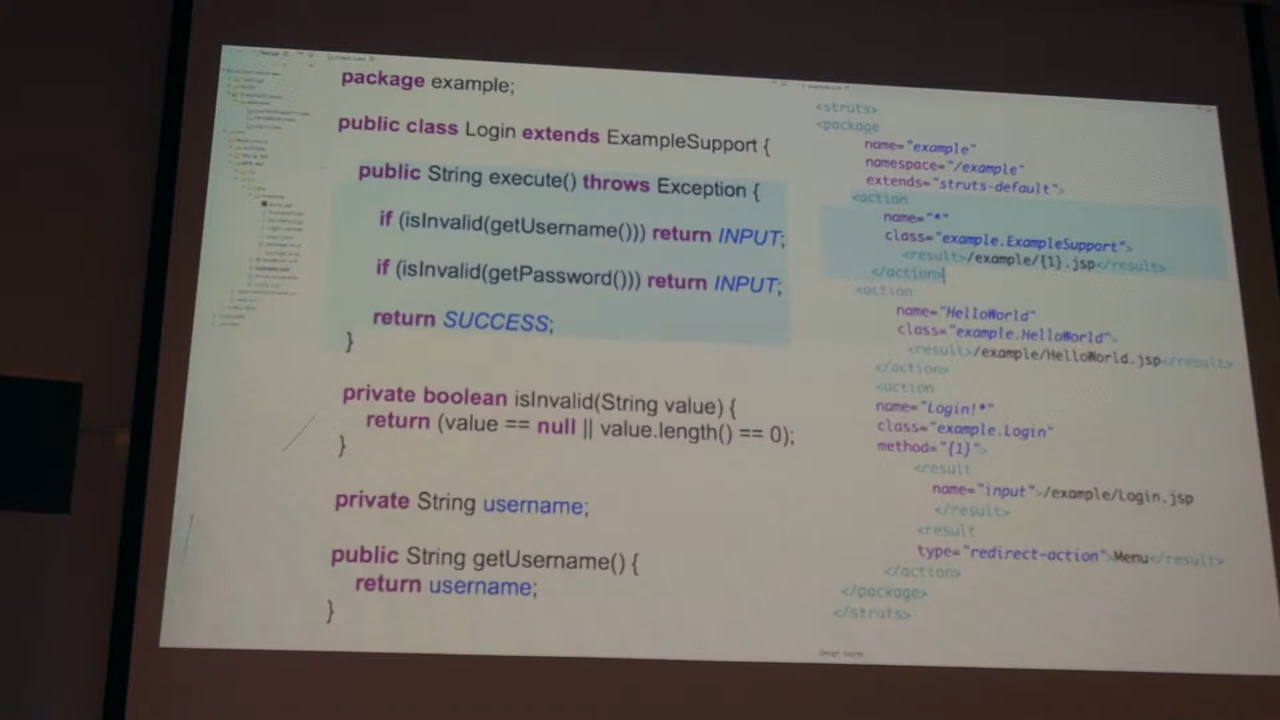 package example;
public class Login extends ExampleSupport {
public String execute() throws Exception {
if (isInvalid(getUsername())) return INPUT;
if (isInvalid(getPassword())) return INPUT;
return SUCCESS;
}
private boolean isInvalid(String value) {
return (value == null || value.length() == 0);
}
private String username;
public String getUsername() {
return username;
}
<struts>
<package
name="example"
namespace="/example"
extends="struts-default">
<action
name="*"
class="example.ExampleSupport">
<result>/example/{1}.jsp</result>
</action>
<action
name="HelloWorld"
class="example.HelloWorld">
<result>/example/HelloWorld.jsp</result>
</action>
<action
name="Login!*"
class="example.Login"
method="{1}">
<result
name="input">/example/Login.jsp
</result>
<result
type="redirect-action">Menu</result>
</action>
</package>
</struts>